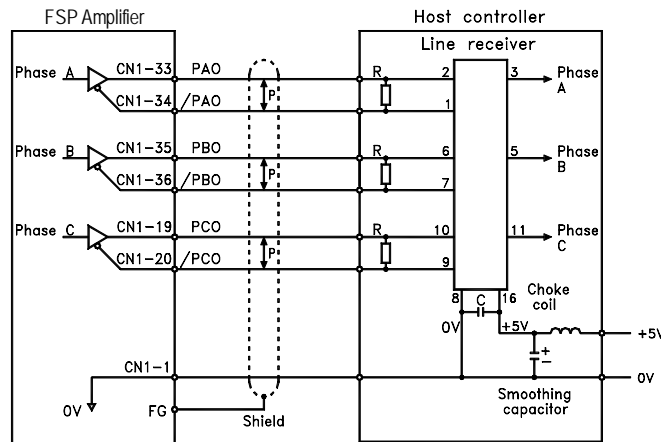 FSP Amplifier
Host controller
Line receiver
Phase A
CN1-33 PAO
R 2 3 Phase A
P
CN1-34 /PAO
1
Phase B
CN1-35 PBO
R 6 5 Phase B
P
CN1-36 /PBO
7
Phase C
CN1-19 PCO
R 10 11 Phase C
P
CN1-20 /PCO
9
8 C 16
Choke coil
0V +5V
+5V
+
−
CN1-1
0V
0V
FG
Shield
Smoothing capacitor